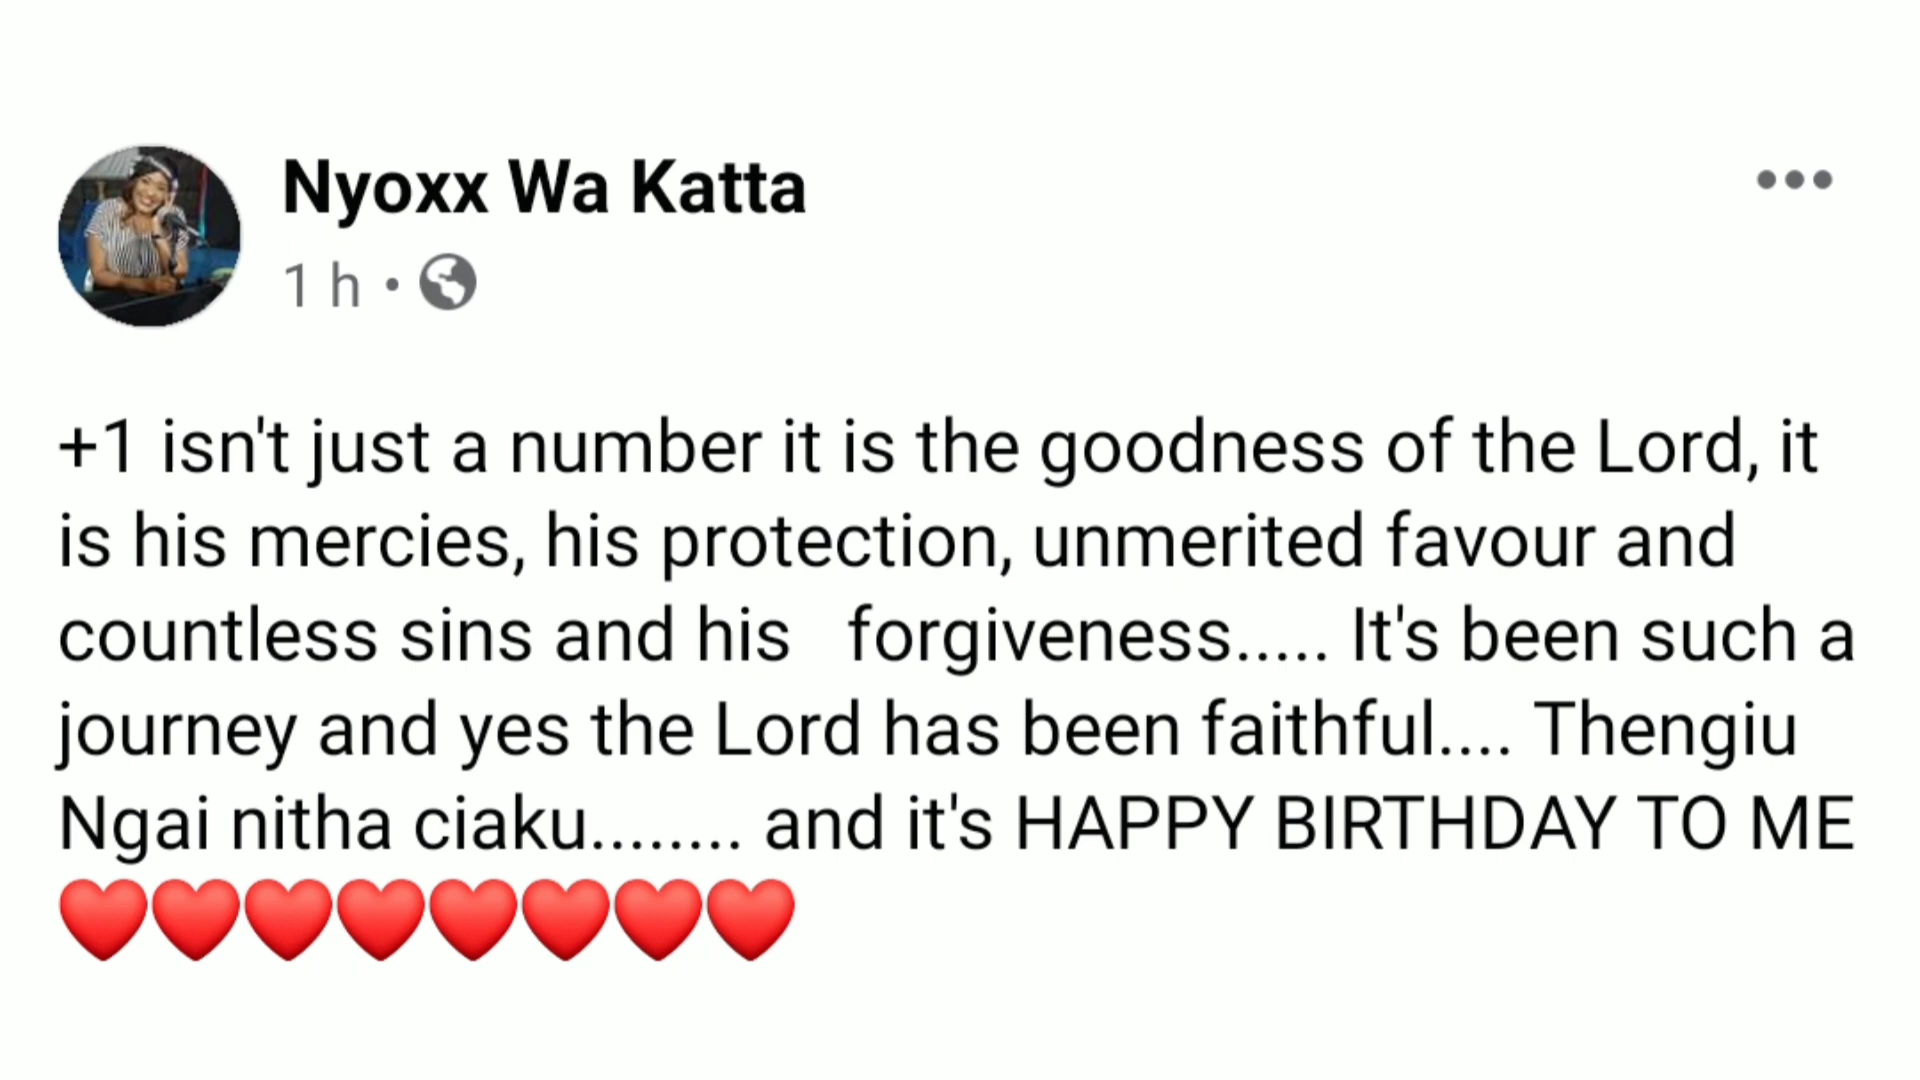 Nyoxx Wa Katta
1 h •
+1 isn't just a number it is the goodness of the Lord, it
is his mercies, his protection, unmerited favour and
countless sins and his   forgiveness..... It's been such a
journey and yes the Lord has been faithful.... Thengiu
Ngai nitha ciaku........ and it's HAPPY BIRTHDAY TO ME
❤️❤️❤️❤️❤️❤️❤️❤️